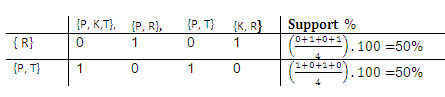 {P, K,T}, {P, R}, {P, T} {K, R} Support %
{ R} 0 1 0 1 (0+1+0+1/4). 100 =50%
{P, T} 1 0 1 0 (1+0+1+0/4). 100 =50%